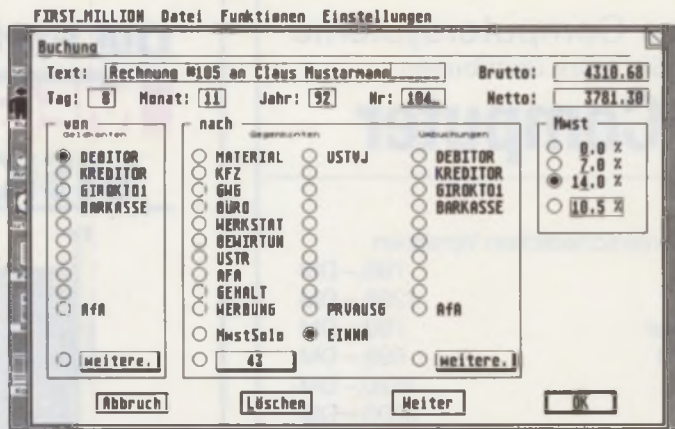 FIRST_MILLION Datei Funktionen Einstellungen
Buchung
Text: Rechnung #105 an Claus Mustermann Brutto: 4310.68
Tag: 8 Monat: 11 Jahr: 92 Nr: 104 Netto: 3781.30
von nach Mwst
Geldkonten Gegenkonten Umbuchungen
DEBITOR MATERIAL USTVJ DEBITOR 0.0 %
KREDITOR KFZ KREDITOR 7.0 %
GIROKTO1 GWG GIROKTO1 14.0 %
BARKASSE BÜRO BARKASSE 10.5 %
WERKSTAT
BEWIRTUN
USTR
AFA
GEHALT
AfA WERBUNG PRVAUSG AfA
MwstSolo EINNA
weitere. 43 weitere.
Abbruch Löschen Weiter OK